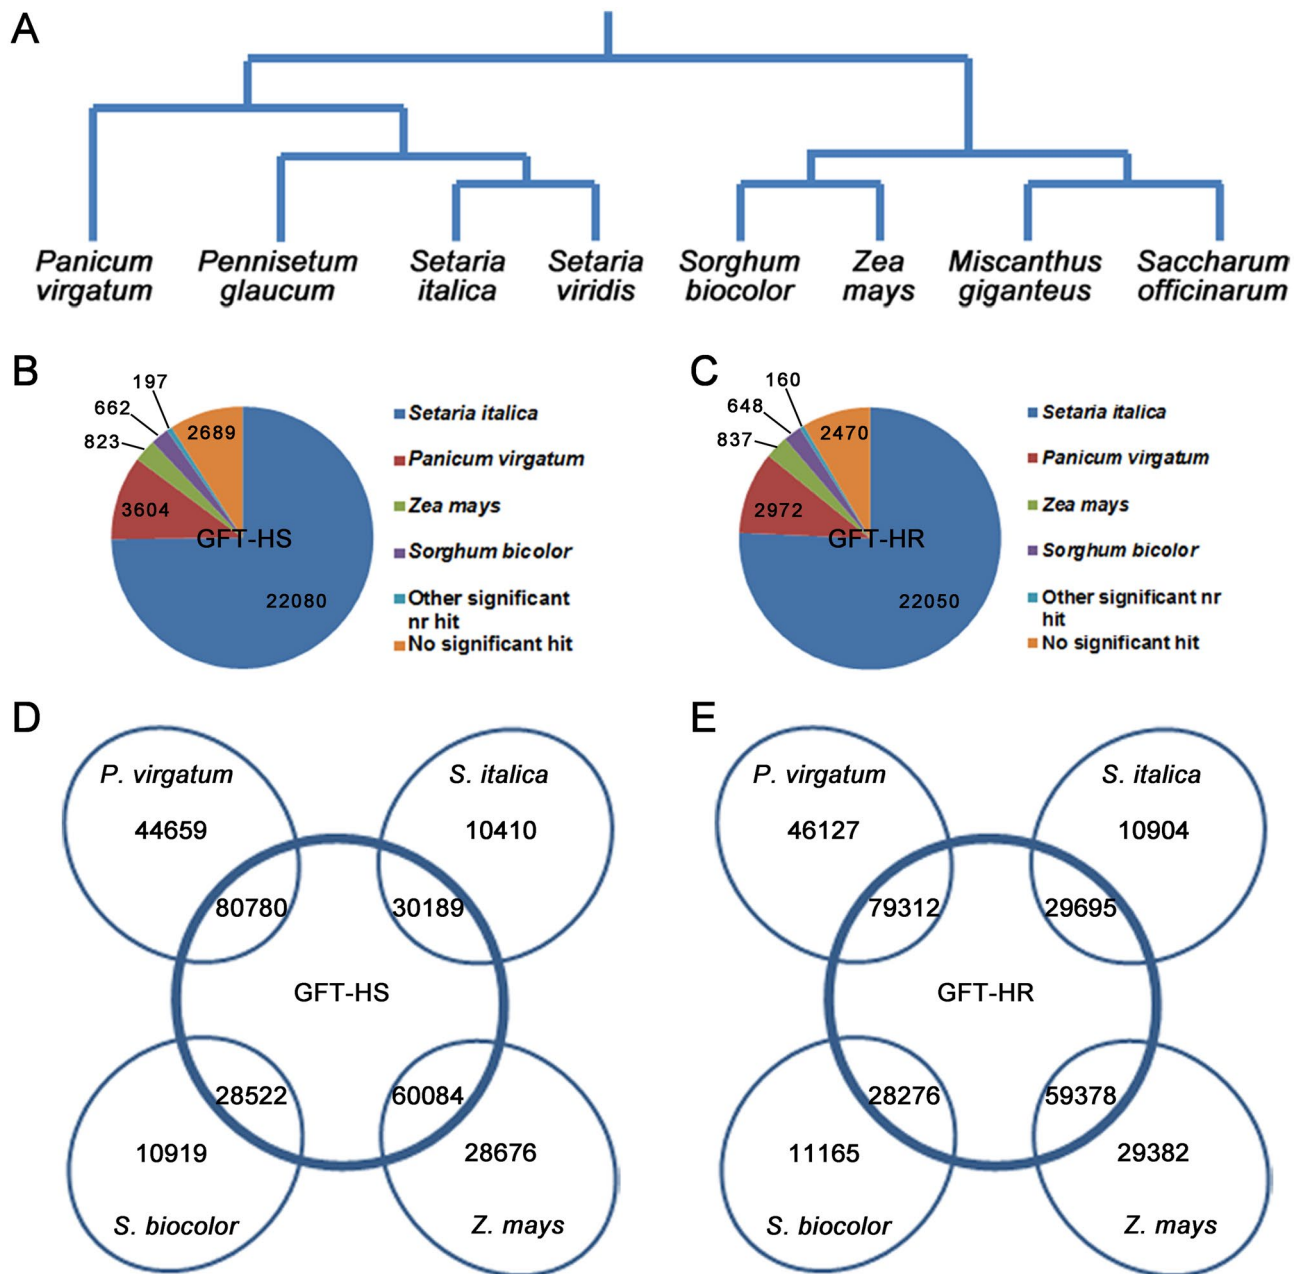 A
Panicum virgatum
Pennisetum glaucum
Setaria italica
Setaria viridis
Sorghum biocolor
Zea mays
Miscanthus giganteus
Saccharum officinarum
B
197
662
823
2689
3604
GFT-HS
22080
Setaria italica
Panicum virgatum
Zea mays
Sorghum bicolor
Other significant
nr hit
No significant hit
C
160
648
837
2470
2972
GFT-HR
22050
Setaria italica
Panicum virgatum
Zea mays
Sorghum bicolor
Other significant nr
hit
No significant hit
D
P. virgatum
44659
S. italica
10410
80780
30189
GFT-HS
28522
60084
10919
28676
S. biocolor
Z. mays
E
P. virgatum
46127
S. italica
10904
79312
29695
GFT-HR
28276
59378
11165
29382
S. biocolor
Z. mays